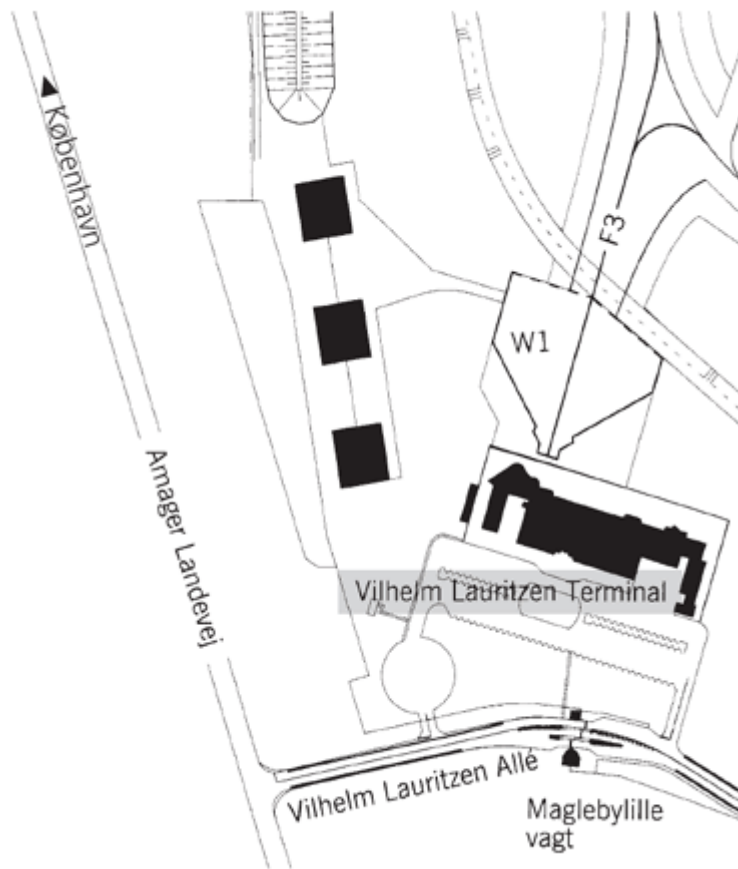 København
F3
W1
Amager Landevej
Vilhelm Lauritzen Terminal
Vilhelm Lauritzen Allé
Maglebylille
vagt